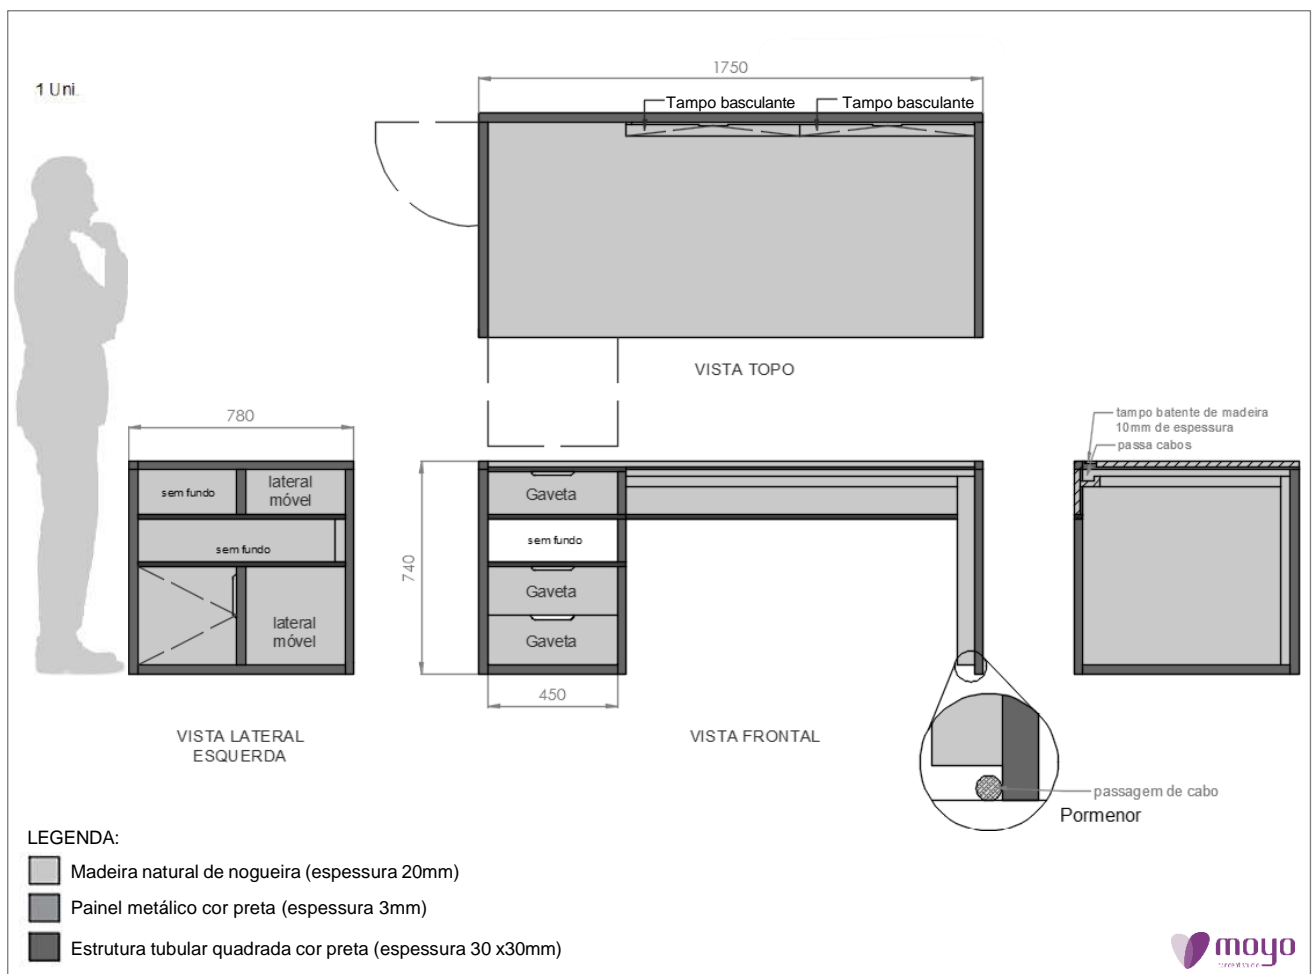 1 Uni.
1750
Tampo basculante
Tampo basculante
VISTA TOPO
780
sem fundo
lateral
móvel
sem fundo
lateral
móvel
VISTA LATERAL
ESQUERDA
740
Gaveta
sem fundo
Gaveta
Gaveta
450
VISTA FRONTAL
tampo batente de madeira
10mm de espessura
passa cabos
passagem de cabo
Pormenor
LEGENDA:
Madeira natural de nogueira (espessura 20mm)
Painel metálico cor preta (espessura 3mm)
Estrutura tubular quadrada cor preta (espessura 30 x30mm)
moyo